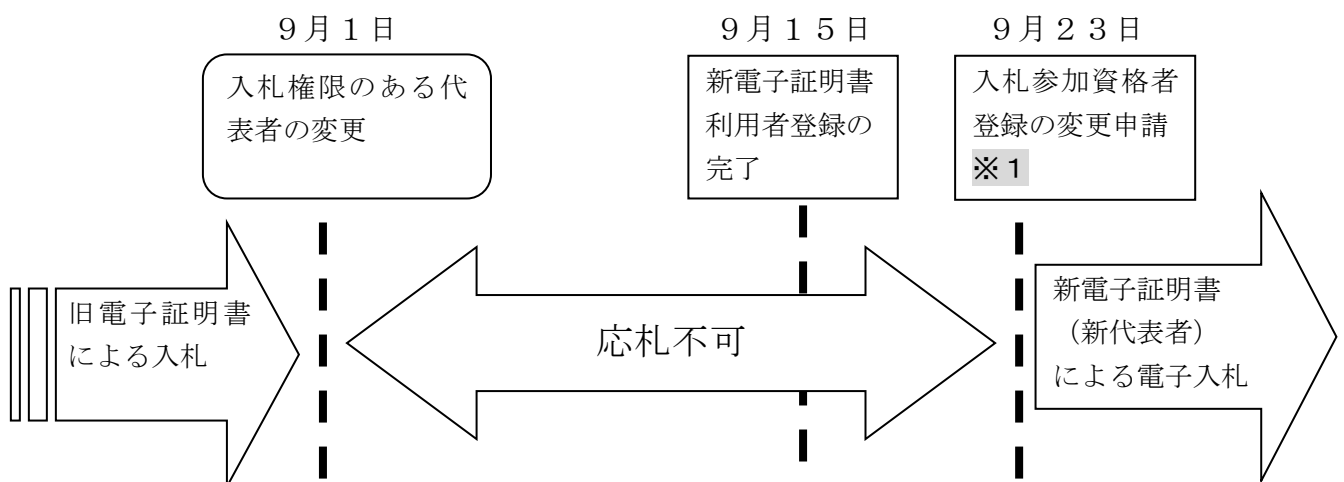 ９月１日
９月１５日
９月２３日
入札権限のある代
表者の変更
新電子証明書
利用者登録の
完了
入札参加資格者
登録の変更申請
※１
旧電子証明書
による入札
応札不可
新電子証明書
（新代表者）
による電子入札